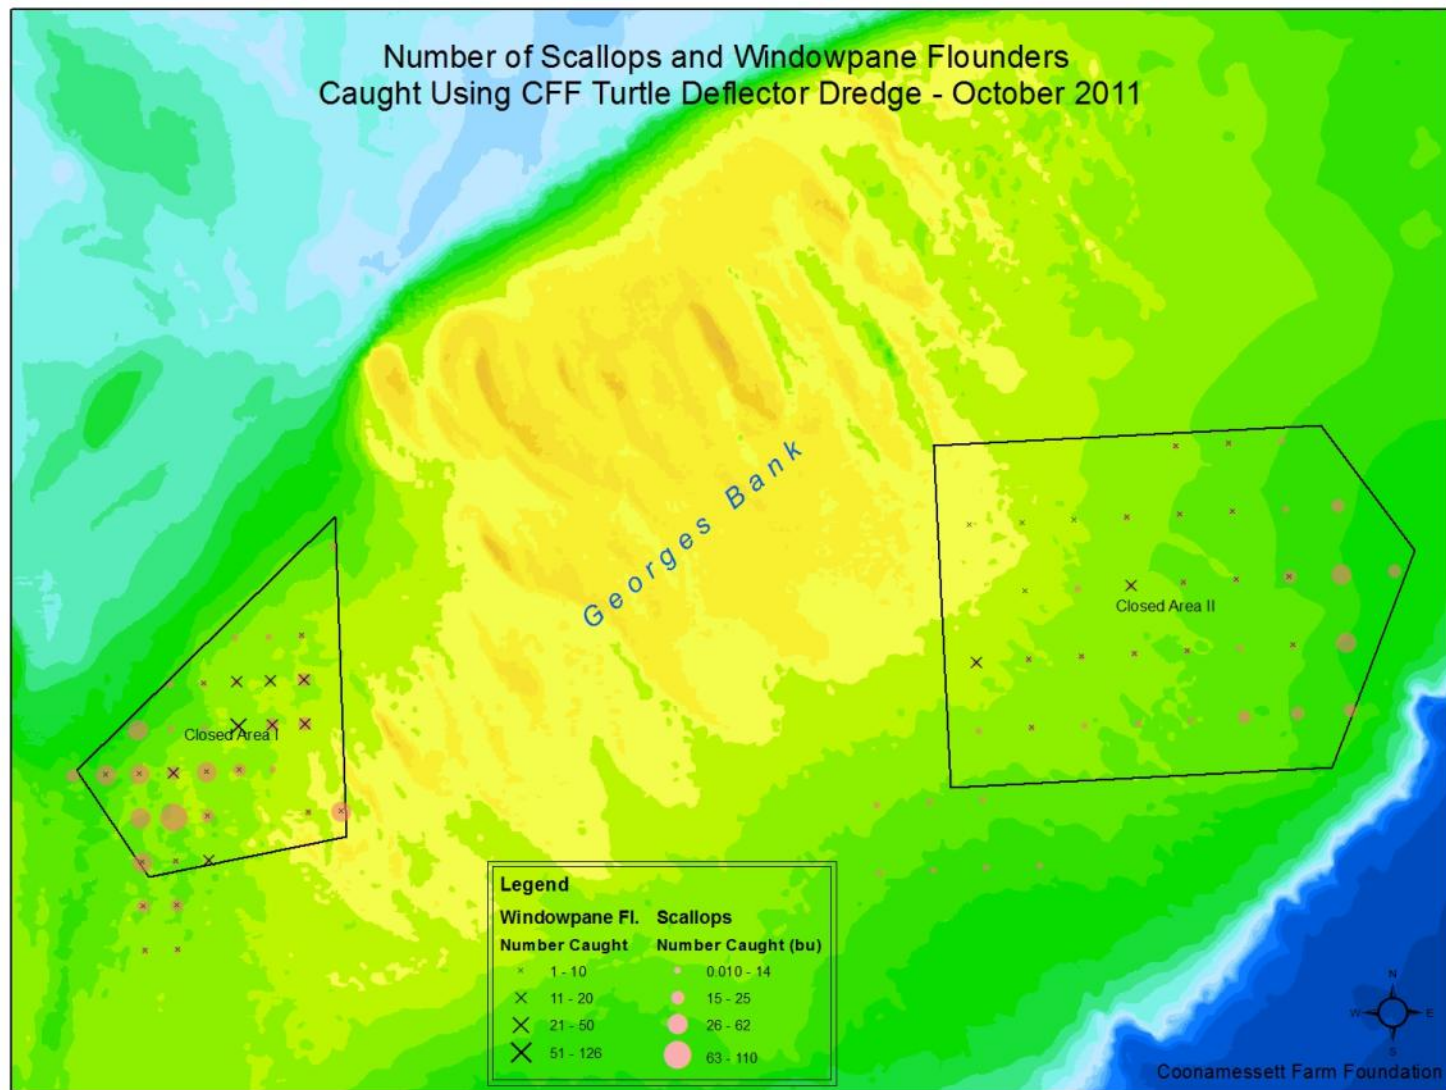 Number of Scallops and Windowpane Flounders
Caught Using CFF Turtle Deflector Dredge - October 2011
Georges Bank
Closed Area II
Closed Area I
Legend
Windowpane Fl. Scallops
Number Caught Number Caught (bu)
1 - 10 0.010 - 14
11 - 20 15 - 25
21 - 50 26 - 62
51 - 126 63 - 110
N
W E
S
Coonamessett Farm Foundation